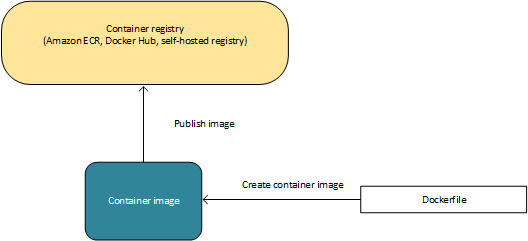 Container registry
(Amazon ECR, Docker Hub, self-hosted registry)
Publish image
Create container image
Container image
Dockerfile